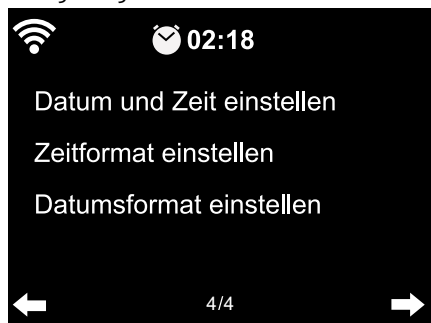 02:18
Datum und Zeit einstellen
Zeitformat einstellen
Datumsformat einstellen
4/4